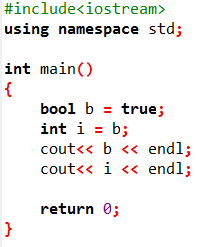 #include<iostream>
using namespace std;

int main()
{
    bool b = true;
    int i = b;
    cout<< b << endl;
    cout<< i << endl;

    return 0;
}